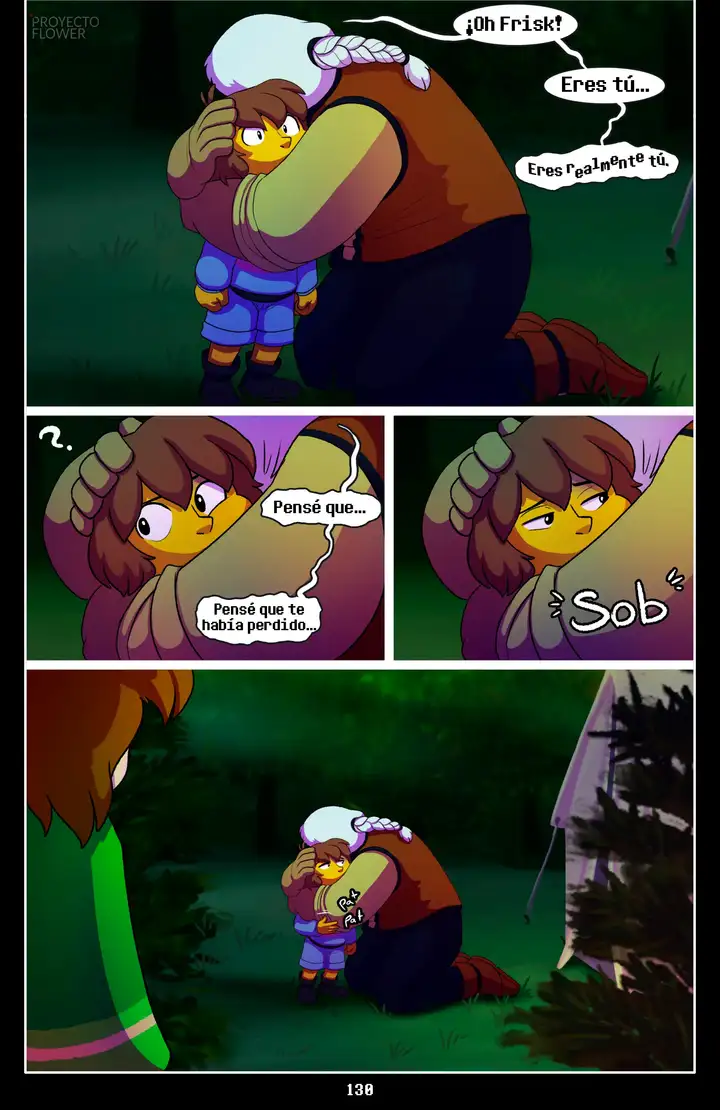 PROYECTO
FLOWER
¡Oh Frisk!
Eres tú...
Eres realmente tú.
?
Pensé que...
Pensé que te
había perdido...
Sob
Pat
Pat
130